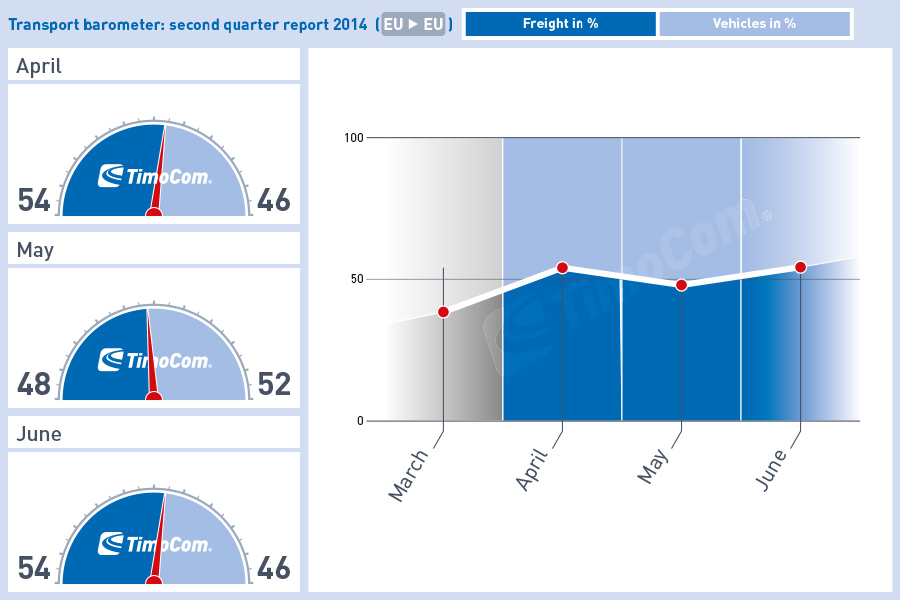 Transport barometer: second quarter report 2014 (EU ▶ EU)
Freight in %
Vehicles in %
April
TimoCom.
54
46
May
TimoCom.
48
52
June
TimoCom.
54
46
100
50
0
TimoCom.
March
April
May
June